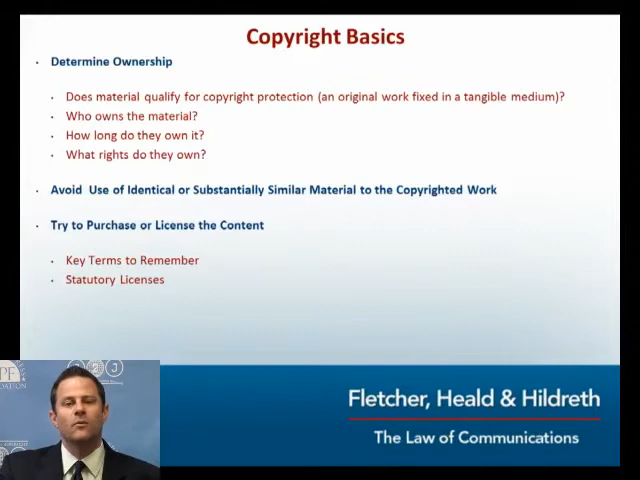 Copyright Basics
Determine Ownership
Does material qualify for copyright protection (an original work fixed in a tangible medium)?
Who owns the material?
How long do they own it?
What rights do they own?
Avoid Use of Identical or Substantially Similar Material to the Copyrighted Work
Try to Purchase or License the Content
Key Terms to Remember
Statutory Licenses
Fletcher, Heald & Hildreth
The Law of Communications